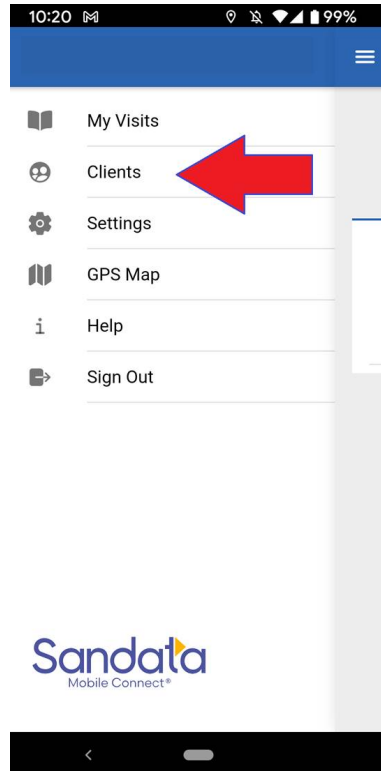 10:20 99%
My Visits
Clients
Settings
GPS Map
Help
Sign Out
Sandata
Mobile Connect®